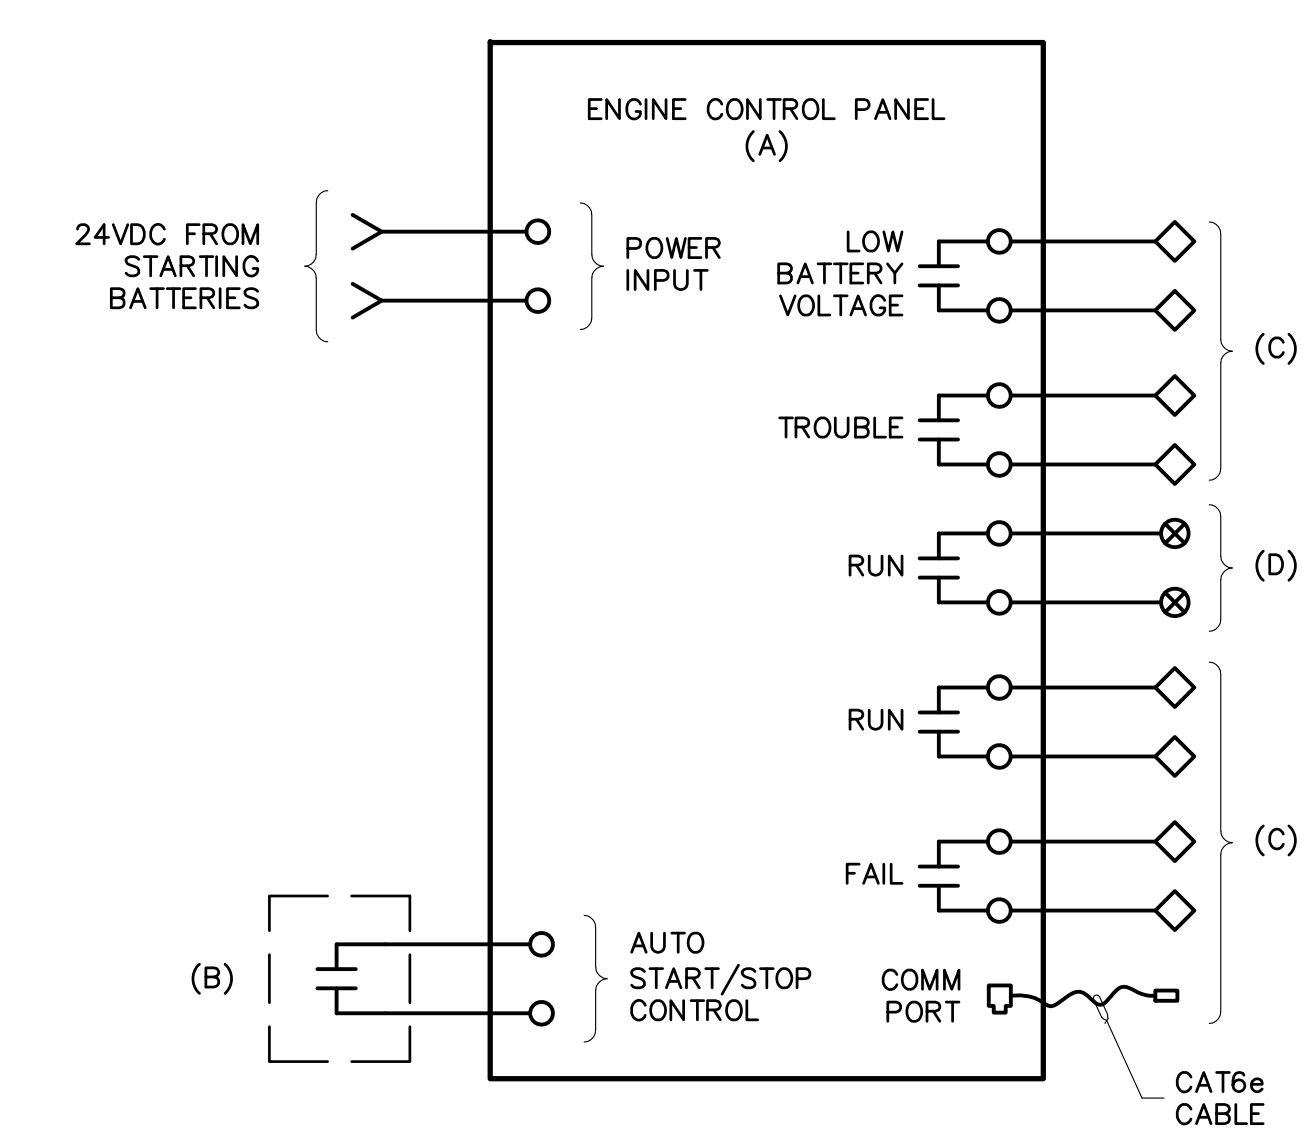 ENGINE CONTROL PANEL
(A)
24VDC FROM
STARTING
BATTERIES
POWER
INPUT
LOW
BATTERY
VOLTAGE
(C)
TROUBLE
RUN
(D)
RUN
FAIL
(C)
(B)
AUTO
START/STOP
CONTROL
COMM
PORT
CAT6e
CABLE